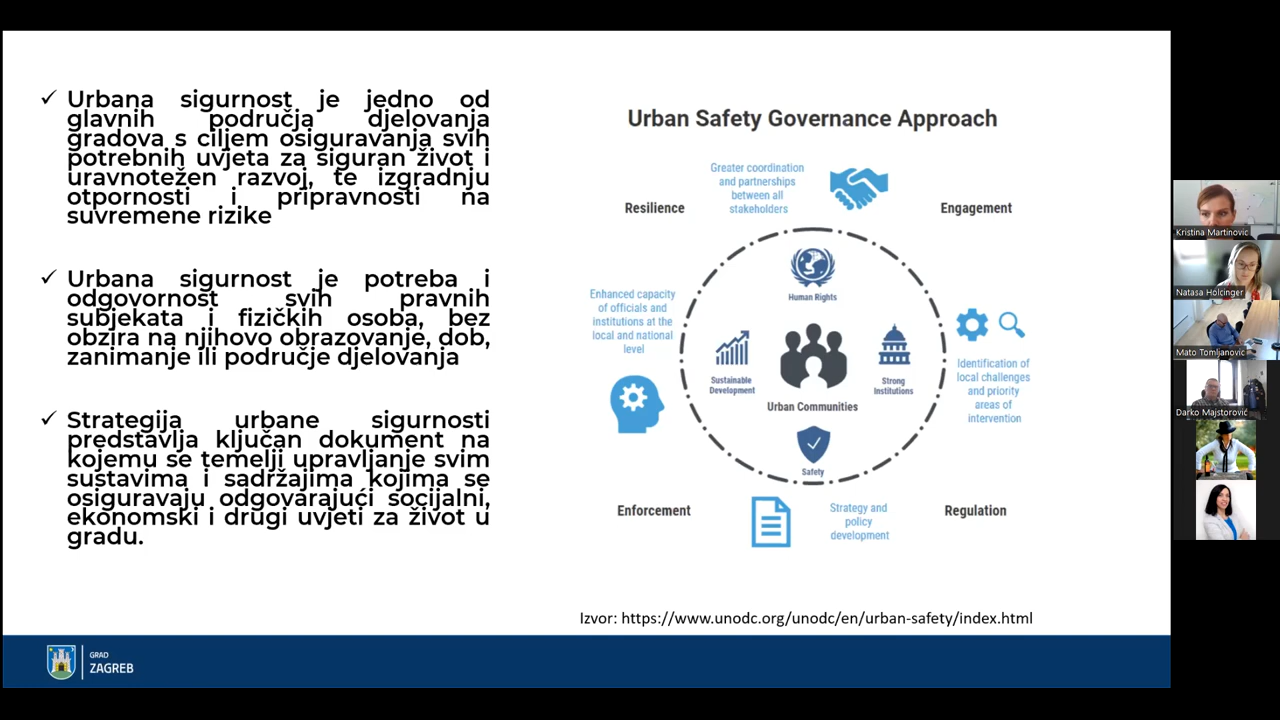 Urbana sigurnost je jedno od
glavnih područja djelovanja
gradova s ciljem osiguravanja svih
potrebnih uvjeta za siguran život i
uravnotežen razvoj, te izgradnju
otpornosti i pripravnosti na
suvremene rizike
Urbana sigurnost je potreba i
odgovornost svih pravnih
subjekata i fizičkih osoba, bez
obzira na njihovo obrazovanje, dob,
zanimanje ili područje djelovanja
Strategija urbane sigurnosti
predstavlja ključan dokument na
kojemu se temelji upravljanje svim
sustavima i sadržajima kojima se
osiguravaju odgovarajući socijalni,
ekonomski i drugi uvjeti za život u
gradu.
Urban Safety Governance Approach
Greater coordination
and partnerships
between all
stakeholders
Resilience
Engagement
Human Rights
Enhanced capacity
of officials and
institutions at the
local and national
level
Sustainable
Development
Strong
Institutions
Urban Communities
Identification of
local challenges
and priority
areas of
intervention
Safety
Enforcement
Strategy and
policy
development
Regulation
Izvor: https://www.unodc.org/unodc/en/urban-safety/index.html
GRAD
ZAGREB
Kristina Martinović
Natasa Holcinger
Mato Tomljanović
Darko Majstorović